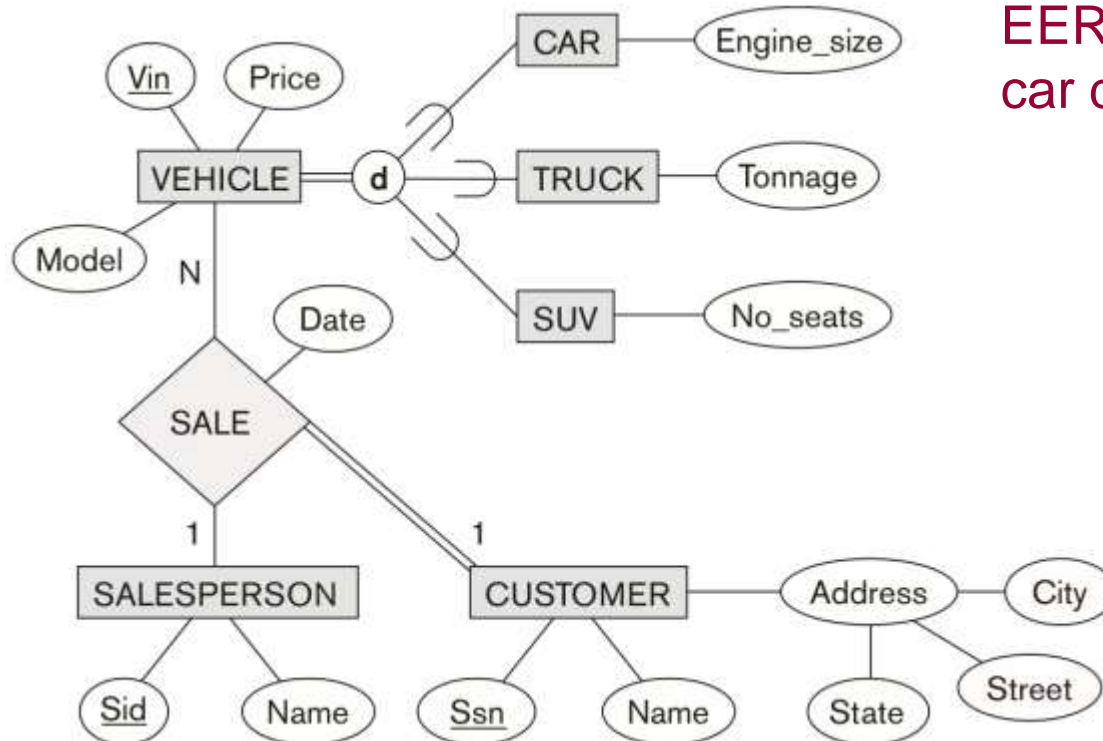 EER
car
CAR
Engine_size
Vin
Price
VEHICLE
d
TRUCK
Tonnage
Model
N
SUV
No_seats
Date
SALE
1
1
SALESPERSON
CUSTOMER
Address
City
Sid
Name
Ssn
Name
State
Street